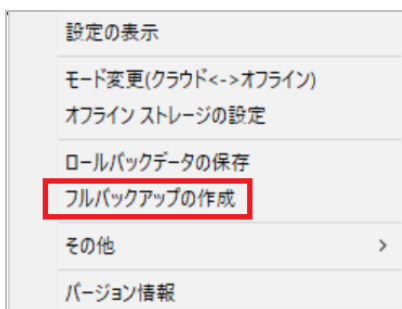 設定の表示
モード変更(クラウド<->オフライン)
オフライン ストレージの設定
ロールバックデータの保存
フルバックアップの作成
その他
バージョン情報